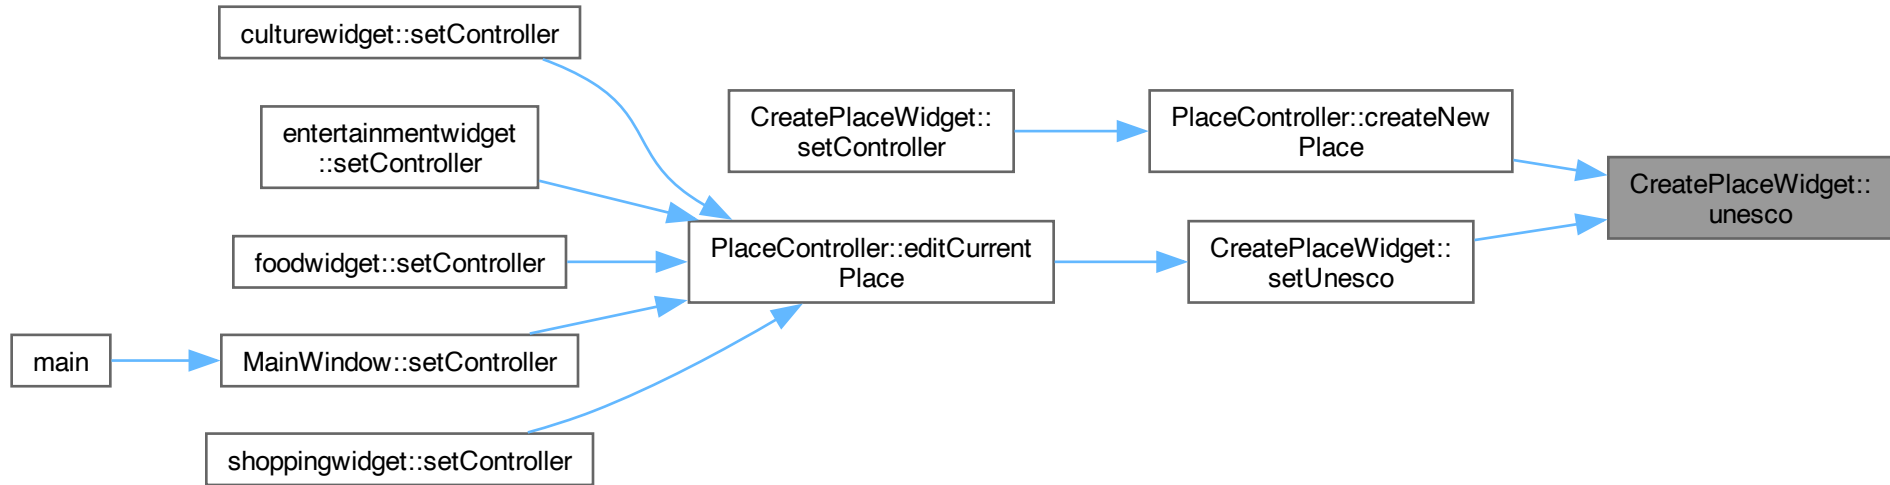 culturewidget::setController
entertainmentwidget
::setController
foodwidget::setController
main
MainWindow::setController
shoppingwidget::setController
CreatePlaceWidget::
setController
PlaceController::editCurrent
Place
PlaceController::createNew
Place
CreatePlaceWidget::
setUnesco
CreatePlaceWidget::
unesco